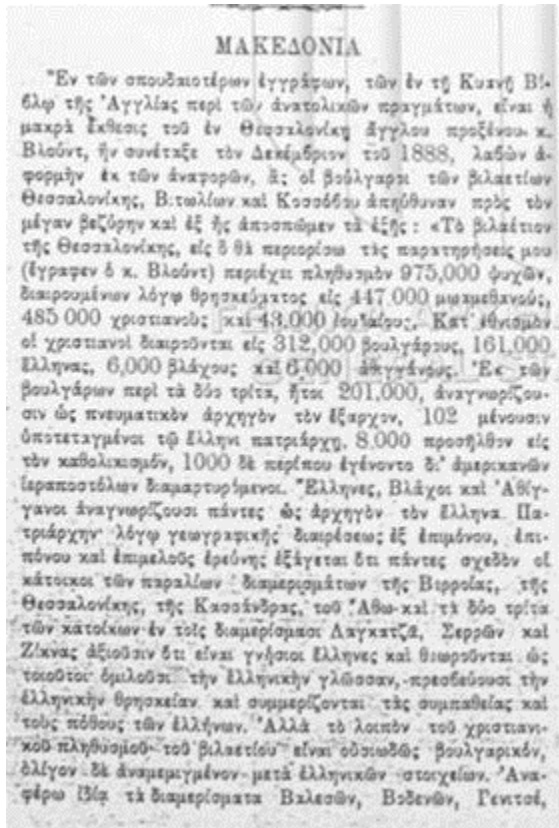 ΜΑΚΕΔΟΝΙΑ
Ἓν τῶν σπουδαιοτέρων ἐγγράφων, τῶν ἐν τῇ Κυανῇ Βί-
βλῳ τῆς Ἀγγλίας περὶ τῶν ἀνατολικῶν πραγμάτων, εἶναι ἡ
μακρὰ ἔκθεσις τοῦ ἐν Θεσσαλονίκῃ ἄγγλου προξένου κ.
Βλοὺντ, ἣν συνέταξε τὸν Δεκέμβριον τοῦ 1888, λαβὼν ἀ-
φορμὴν ἐκ τῶν ἀναφορῶν, ἃς οἱ βούλγαροι τῶν βιλαετίων
Θεσσαλονίκης, Βιτωλίων καὶ Κοσσόβου ἀπηύθυναν πρὸς τὸν
μέγαν βεζύρην καὶ ἐξ ἧς ἀποσπῶμεν τὰ ἑξῆς : «Τὸ βιλαέτιον
τῆς Θεσσαλονίκης, εἰς ὃ θὰ περιορίσω τὰς παρατηρήσεις μου
(ἔγραφεν ὁ κ. Βλοὺντ) περιέχει πληθυσμὸν 975,000 ψυχῶν,
διαιρουμένων λόγῳ θρησκεύματος εἰς 447.000 μωαμεθανούς,
485 000 χριστιανοὺς καὶ 43.000 ἰουδαίους. Κατ' ἐθνισμὸν
οἱ χριστιανοὶ διαιροῦνται εἰς 312,000 βουλγάρους, 161,000
ἕλληνας, 6,000 βλάχους καὶ 6,000 ἀθιγγάνους. Ἐκ τῶν
βουλγάρων περὶ τὰ δύο τρίτα, ἤτοι 201,000, ἀναγνωρίζου-
σιν ὡς πνευματικὸν ἀρχηγὸν τὸν ἔξαρχον, 102 μένουσιν
ὑποτεταγμένοι τῷ ἕλληνι πατριάρχῃ, 8.000 προσῆλθον εἰς
τὸν καθολικισμόν, 1000 δὲ περίπου ἐγένοντο δι' ἀμερικανῶν
ἱεραποστόλων διαμαρτυρόμενοι. Ἕλληνες, Βλάχοι καὶ Ἀθίγ-
γανοι ἀναγνωρίζουσι πάντες ὡς ἀρχηγὸν τὸν ἕλληνα Πα-
τριάρχην λόγῳ γεωγραφικῆς διαιρέσεως ἐξ ἐπιμόνου, ἐπι-
πόνου καὶ ἐπιμελοῦς ἐρεύνης ἐξάγεται ὅτι πάντες σχεδὸν οἱ
κάτοικοι τῶν παραλίων διαμερισμάτων τῆς Βιρροίας, τῆς
Θεσσαλονίκης, τῆς Κασσάνδρας, τοῦ Ἄθω καὶ τὰ δύο τρίτα
τῶν κατοίκων ἐν τοῖς διαμερίσμασι Λαγκατζᾶ, Σερρῶν καὶ
Ζίχνας ἀξιοῦσιν ὅτι εἶναι γνήσιοι ἕλληνες καὶ θεωροῦνται ὡς
τοιοῦτοι ὁμιλοῦσι τὴν ἑλληνικὴν γλῶσσαν, πρεσβεύουσι τὴν
ἑλληνικὴν θρησκείαν καὶ συμμερίζονται τὰς συμπαθείας καὶ
τοὺς πόθους τῶν ἑλλήνων. Ἀλλὰ τὸ λοιπὸν τοῦ χριστιανι-
κοῦ πληθυσμοῦ τοῦ βιλαετίου εἶναι οὐσιωδῶς βουλγαρικόν,
ὀλίγον δὲ ἀναμεμιγμένον μετὰ ἑλληνικῶν στοιχείων. Ἀνα-
φέρω ἰδίᾳ τὰ διαμερίσματα Βαλεσῶν, Βοδενῶν, Γενιτσέ,